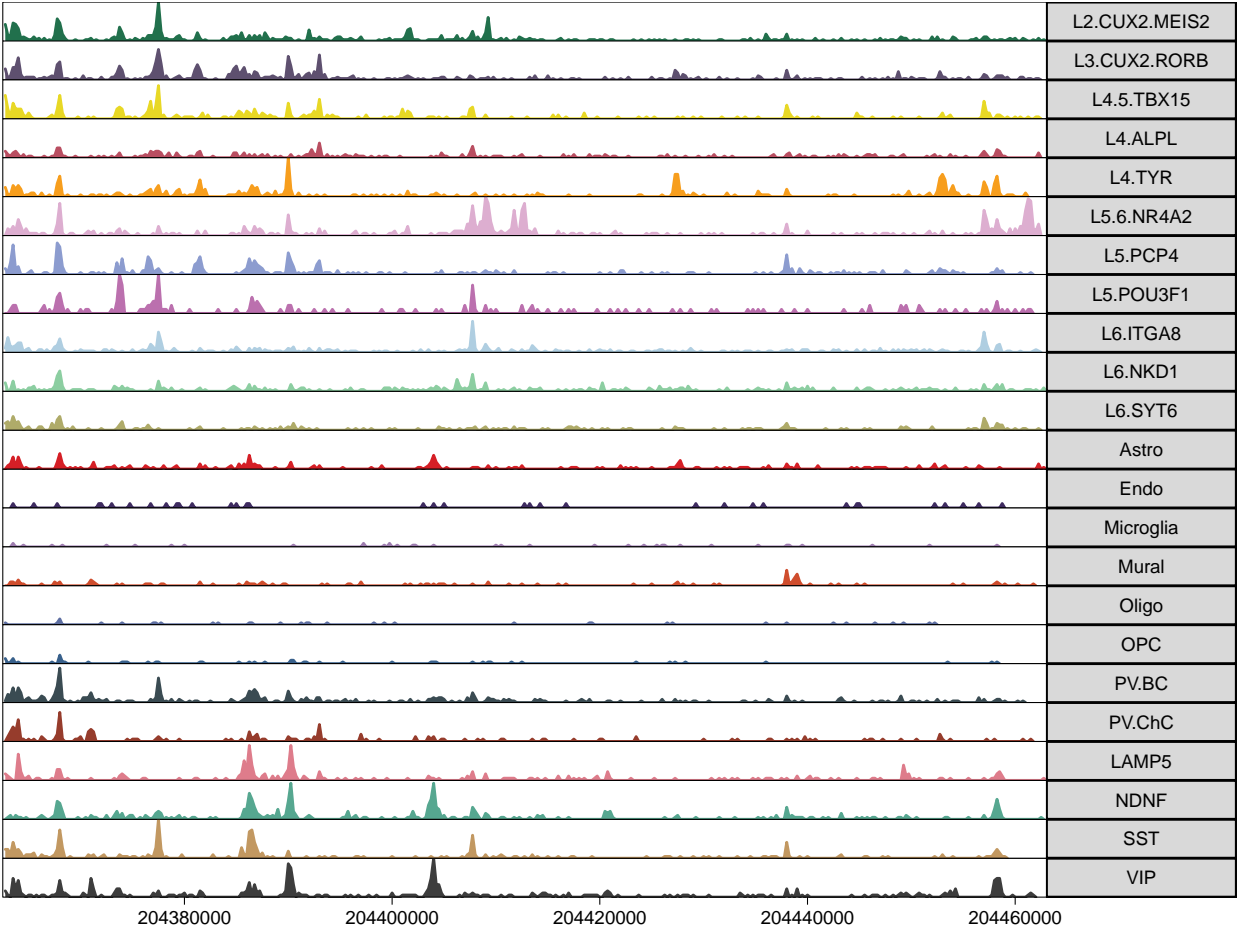 L2.CUX2.MEIS2
L3.CUX2.RORB
L4.5.TBX15
L4.ALPL
L4.TYR
L5.6.NR4A2
L5.PCP4
L5.POU3F1
L6.ITGA8
L6.NKD1
L6.SYT6
Astro
Endo
Microglia
Mural
Oligo
OPC
PV.BC
PV.ChC
LAMP5
NDNF
SST
VIP
204380000 204400000 204420000 204440000 204460000